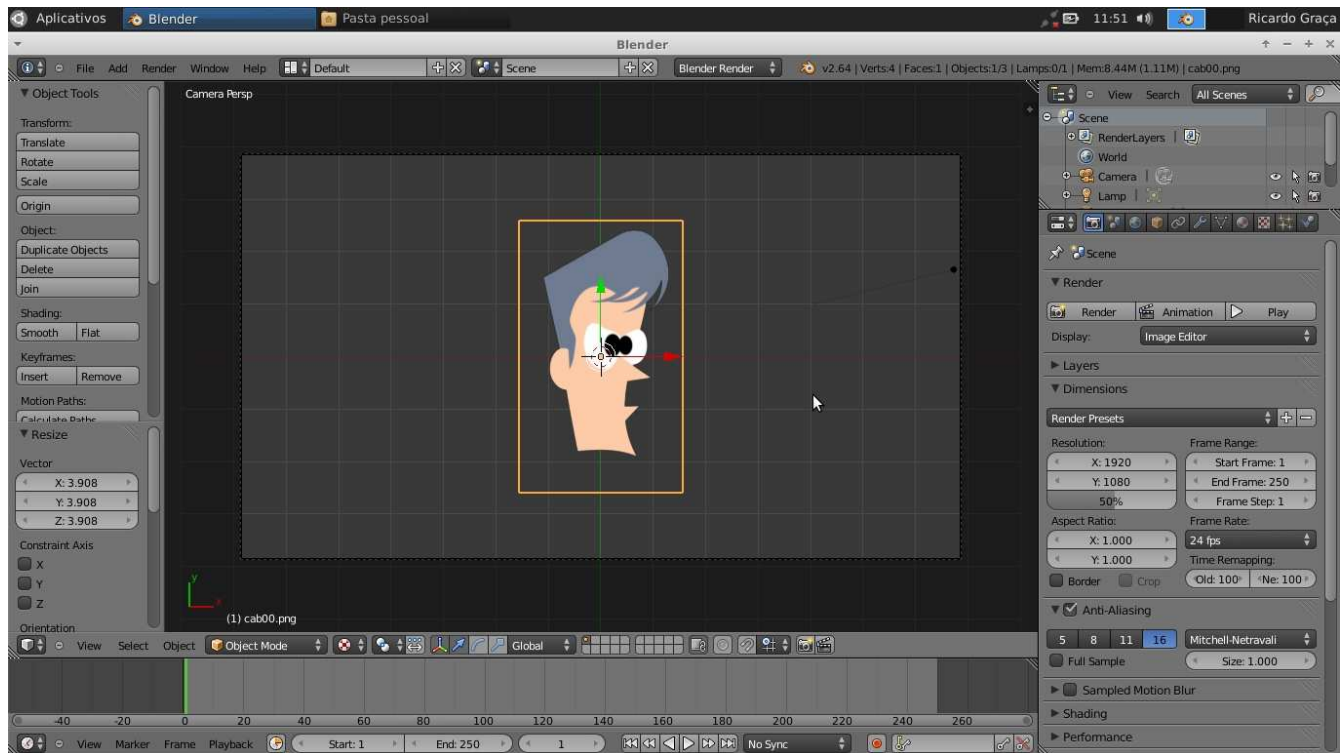 Aplicativos Blender Pasta pessoal 11:51 Ricardo Graça
Blender
File Add Render Window Help Default Scene Blender Render v2.64 | Verts:4 | Faces:1 | Objects:1/3 | Lamps:0/1 | Mem:8.44M (1.11M) | cab00.png
Object Tools
Transform:
Translate
Rotate
Scale
Origin
Object:
Duplicate Objects
Delete
Join
Shading:
Smooth Flat
Keyframes:
Insert Remove
Motion Paths:
Calculate Paths
Resize
Vector
X: 3.908
Y: 3.908
Z: 3.908
Constraint Axis
X
Y
Z
Orientation
Camera Persp
y
x
(1) cab00.png
View Select Object Object Mode Global
View Search All Scenes
Scene
RenderLayers |
World
Camera |
Lamp |
Scene
Render
Render Animation Play
Display: Image Editor
Layers
Dimensions
Render Presets
Resolution: Frame Range:
X: 1920 Start Frame: 1
Y: 1080 End Frame: 250
50% Frame Step: 1
Aspect Ratio: Frame Rate:
X: 1.000 24 fps
Y: 1.000 Time Remapping:
Border Crop Old: 100 Ne: 100
Anti-Aliasing
5 8 11 16 Mitchell-Netravali
Full Sample Size: 1.000
Sampled Motion Blur
Shading
Performance
-40 -20 0 20 40 60 80 100 120 140 160 180 200 220 240 260
View Marker Frame Playback Start: 1 End: 250 1 No Sync